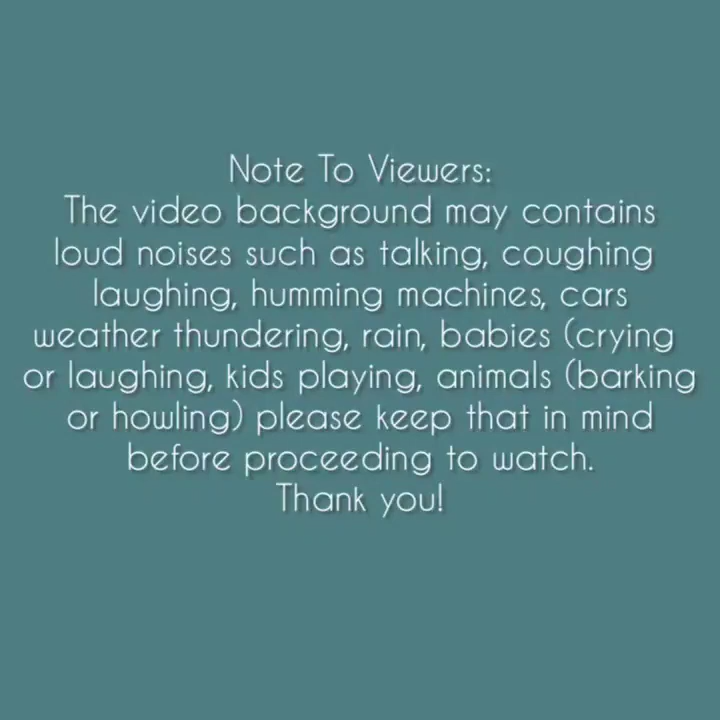 Note To Viewers:
The video background may contains
loud noises such as talking, coughing
laughing, humming machines, cars
weather thundering, rain, babies (crying
or laughing, kids playing, animals (barking
or howling) please keep that in mind
before proceeding to watch.
Thank you!